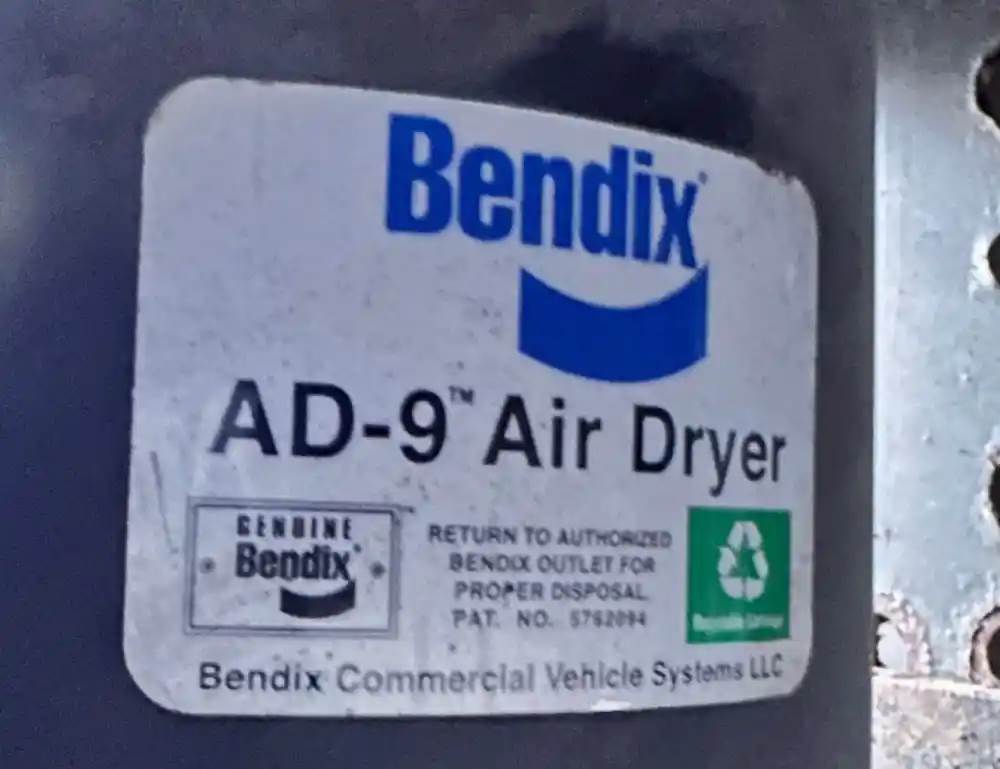 Bendix®
AD-9™ Air Dryer
GENUINE
Bendix®
RETURN TO AUTHORIZED
BENDIX OUTLET FOR
PROPER DISPOSAL
PAT. NO. 5762094
Bendix Commercial Vehicle Systems LLC